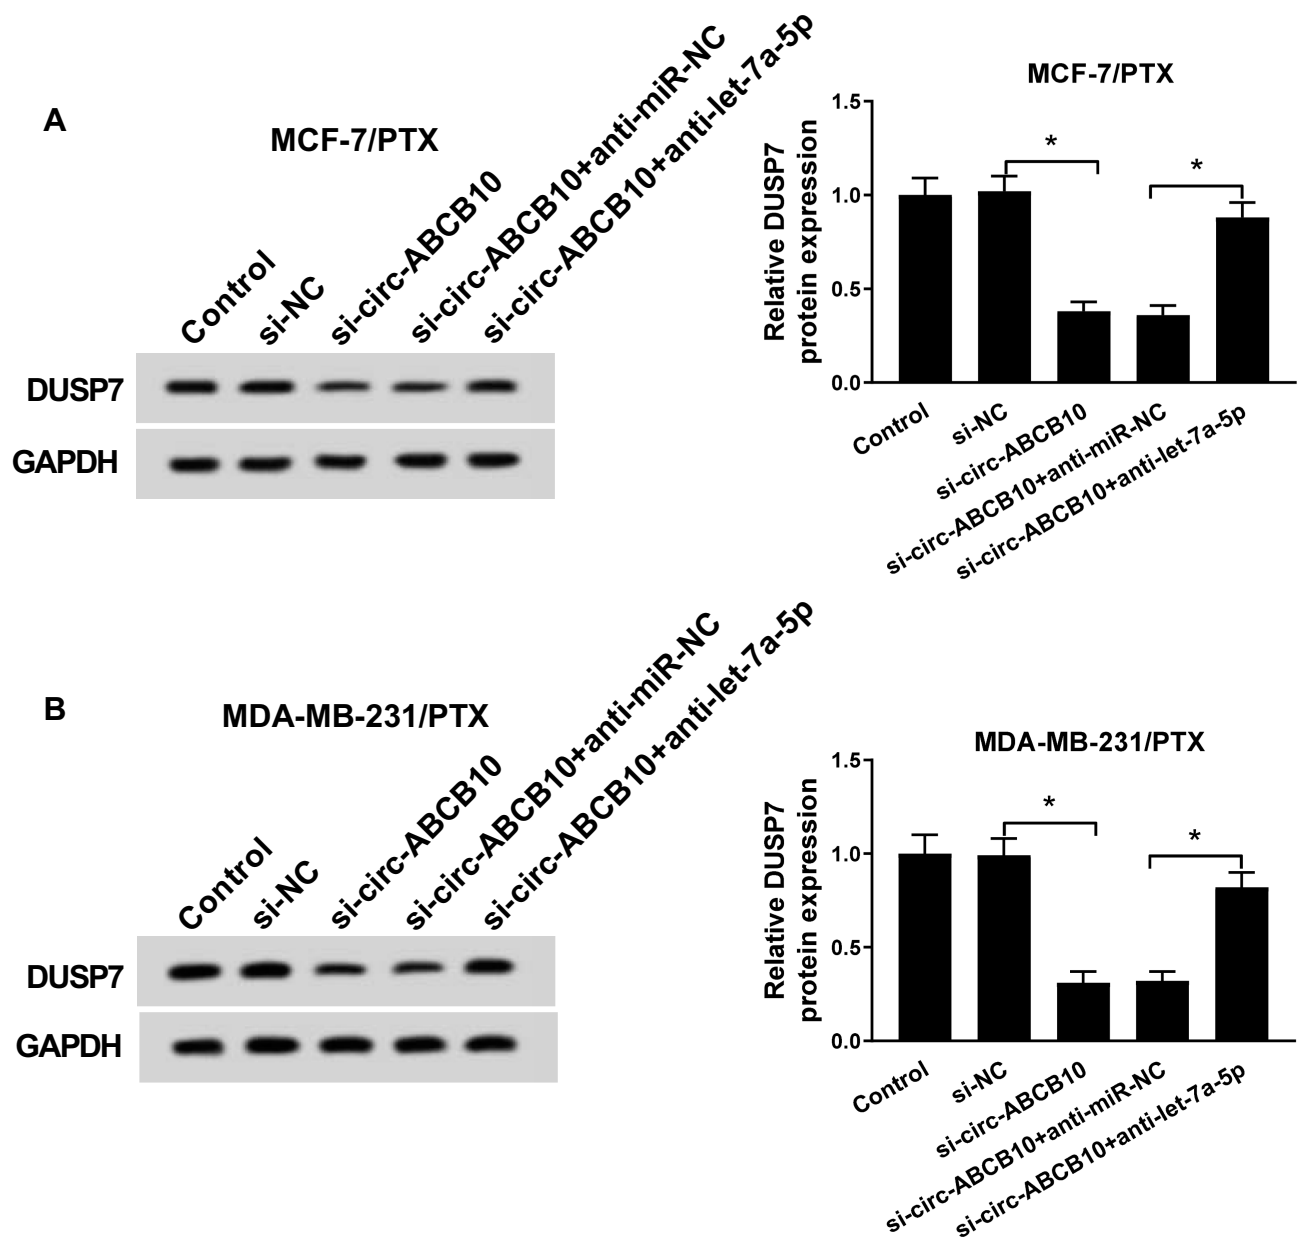 A
MCF-7/PTX
Control
si-NC
si-circ-ABCB10
si-circ-ABCB10+anti-miR-NC
si-circ-ABCB10+anti-let-7a-5p
DUSP7
GAPDH
MCF-7/PTX
Relative DUSP7
protein expression
1.5
1.0
0.5
0.0
*
*
Control
si-NC
si-circ-ABCB10
si-circ-ABCB10+anti-miR-NC
si-circ-ABCB10+anti-let-7a-5p
B
MDA-MB-231/PTX
Control
si-NC
si-circ-ABCB10
si-circ-ABCB10+anti-miR-NC
si-circ-ABCB10+anti-let-7a-5p
DUSP7
GAPDH
MDA-MB-231/PTX
Relative DUSP7
protein expression
1.5
1.0
0.5
0.0
*
*
Control
si-NC
si-circ-ABCB10
si-circ-ABCB10+anti-miR-NC
si-circ-ABCB10+anti-let-7a-5p